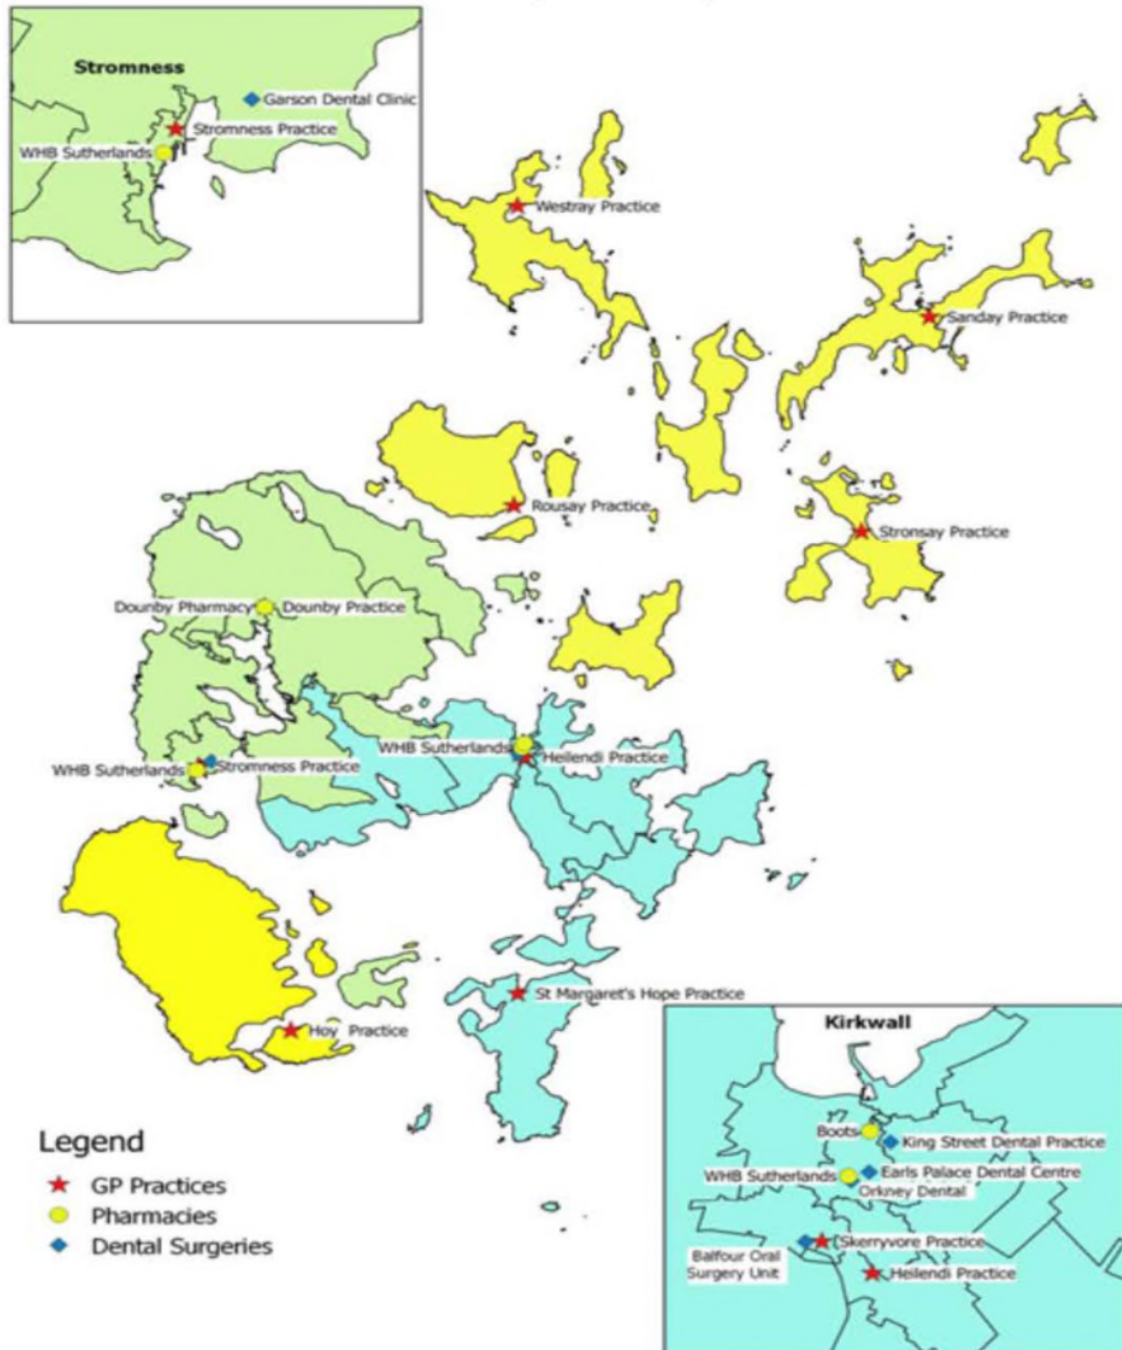 Stromness
Garson Dental Clinic
Stromness Practice
WHB Sutherlands
Westray Practice
Sanday Practice
Rousay Practice
Stronsay Practice
Dounby Pharmacy
Dounby Practice
WHB Sutherlands
Heilendi Practice
WHB Sutherlands
Stromness Practice
St Margaret's Hope Practice
Hoy Practice
Kirkwall
Boots
King Street Dental Practice
Earls Palace Dental Centre
WHB Sutherlands
Orkney Dental
Skerryvore Practice
Balfour Oral
Surgery Unit
Heilendi Practice
Legend
GP Practices
Pharmacies
Dental Surgeries